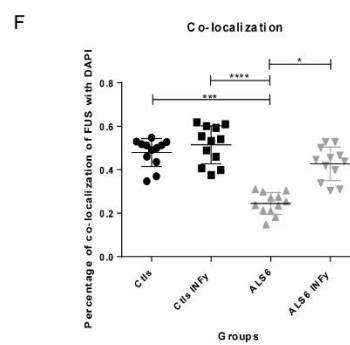 F
Co-localization
Percentage of co-localization of FUS with DAPI
0.8
0.6
0.4
0.2
0.0
*
****
***
Ctls
Ctls INFγ
ALS6
ALS6 INFγ
Groups